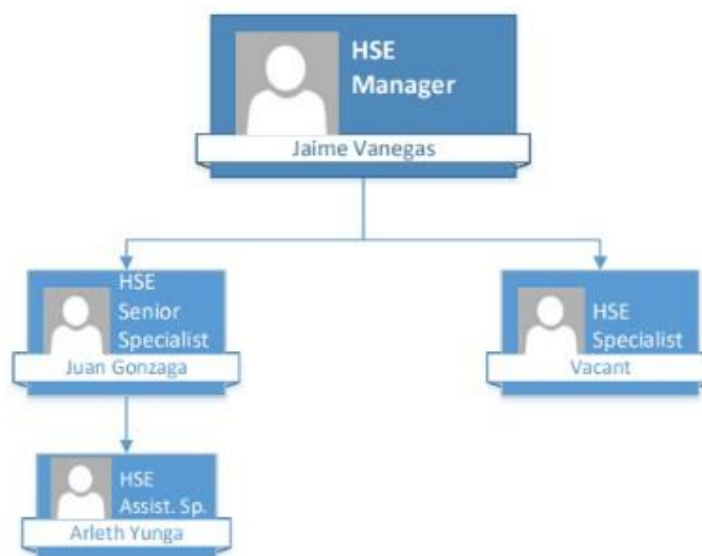 HSE
Manager
Jaime Vanegas
HSE
Senior
Specialist
Juan Gonzaga
HSE
Specialist
Vacant
HSE
Assist. Sp.
Arleth Yunga